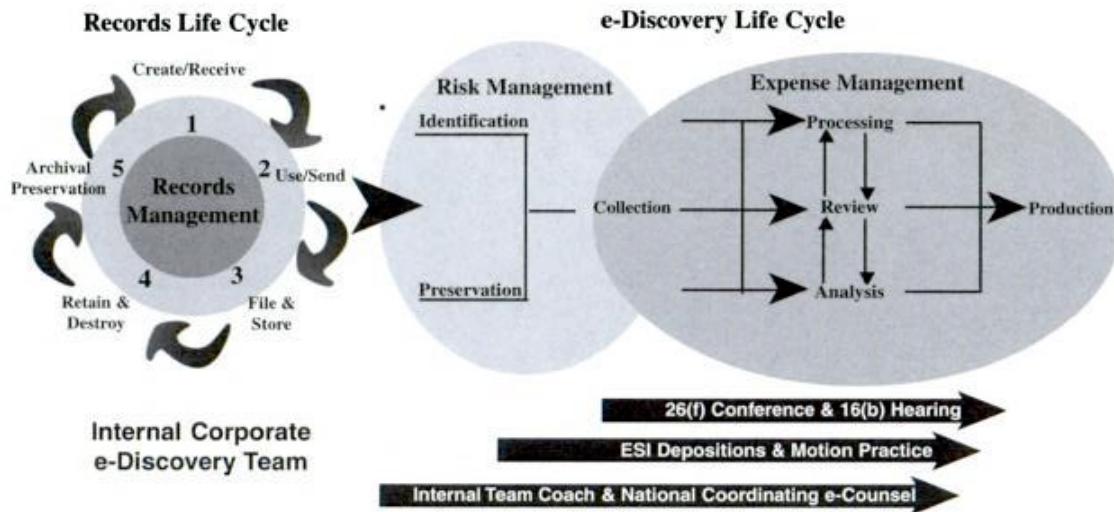 Records Life Cycle
e-Discovery Life Cycle
Create/Receive
1
2
Use/Send
3
File &
Store
4
Retain &
Destroy
5
Archival
Preservation
Records
Management
Risk Management
Identification
Preservation
Collection
Expense Management
Processing
Review
Analysis
Production
Internal Corporate
e-Discovery Team
26(f) Conference & 16(b) Hearing
ESI Depositions & Motion Practice
Internal Team Coach & National Coordinating e-Counsel